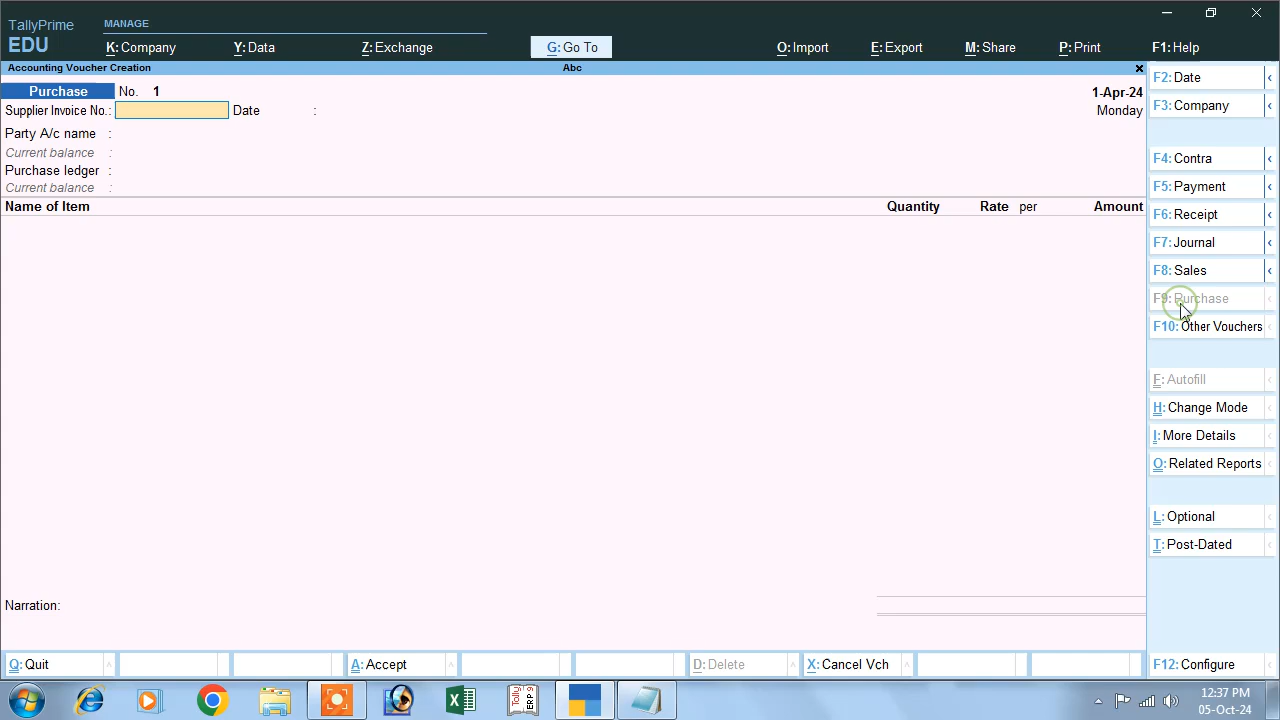 TallyPrime
EDU
MANAGE
K: Company
Y: Data
Z: Exchange
G: Go To
O: Import
E: Export
M: Share
P: Print
F1: Help
Accounting Voucher Creation
Abc
Purchase No. 1
1-Apr-24
Supplier Invoice No.: Date :
Monday
Party A/c name :
Current balance :
Purchase ledger :
Current balance :
Name of Item Quantity Rate per Amount
Narration:
F2: Date
F3: Company
F4: Contra
F5: Payment
F6: Receipt
F7: Journal
F8: Sales
F9: Purchase
F10: Other Vouchers
F: Autofill
H: Change Mode
I: More Details
O: Related Reports
L: Optional
T: Post-Dated
F12: Configure
Q: Quit
A: Accept
D: Delete
X: Cancel Vch
Tally
ERP 9
12:37 PM
05-Oct-24